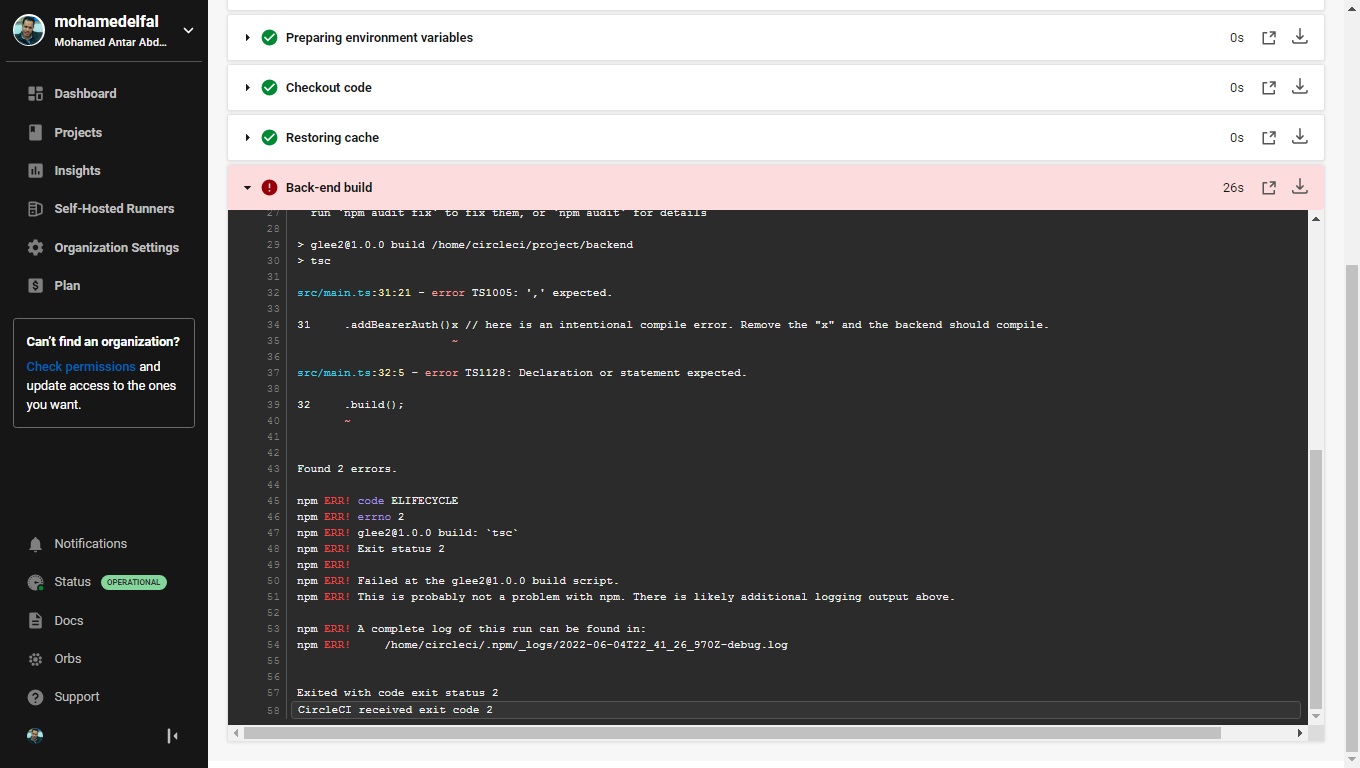 mohamedelfal
Mohamed Antar Abd...
Dashboard
Projects
Insights
Self-Hosted Runners
Organization Settings
Plan
Can't find an organization?
Check permissions and
update access to the ones
you want.
Notifications
Status OPERATIONAL
Docs
Orbs
Support
Preparing environment variables 0s
Checkout code 0s
Restoring cache 0s
Back-end build 26s
27 run `npm audit fix` to fix them, or `npm audit` for details
28
29 > glee2@1.0.0 build /home/circleci/project/backend
30 > tsc
31
32 src/main.ts:31:21 - error TS1005: ',' expected.
33
34 31     .addBearerAuth()x // here is an intentional compile error. Remove the "x" and the backend should compile.
35 ~
36
37 src/main.ts:32:5 - error TS1128: Declaration or statement expected.
38
39 32     .build();
40 ~
41
42
43 Found 2 errors.
44
45 npm ERR! code ELIFECYCLE
46 npm ERR! errno 2
47 npm ERR! glee2@1.0.0 build: `tsc`
48 npm ERR! Exit status 2
49 npm ERR!
50 npm ERR! Failed at the glee2@1.0.0 build script.
51 npm ERR! This is probably not a problem with npm. There is likely additional logging output above.
52
53 npm ERR! A complete log of this run can be found in:
54 npm ERR!     /home/circleci/.npm/_logs/2022-06-04T22_41_26_970Z-debug.log
55
56
57 Exited with code exit status 2
58 CircleCI received exit code 2